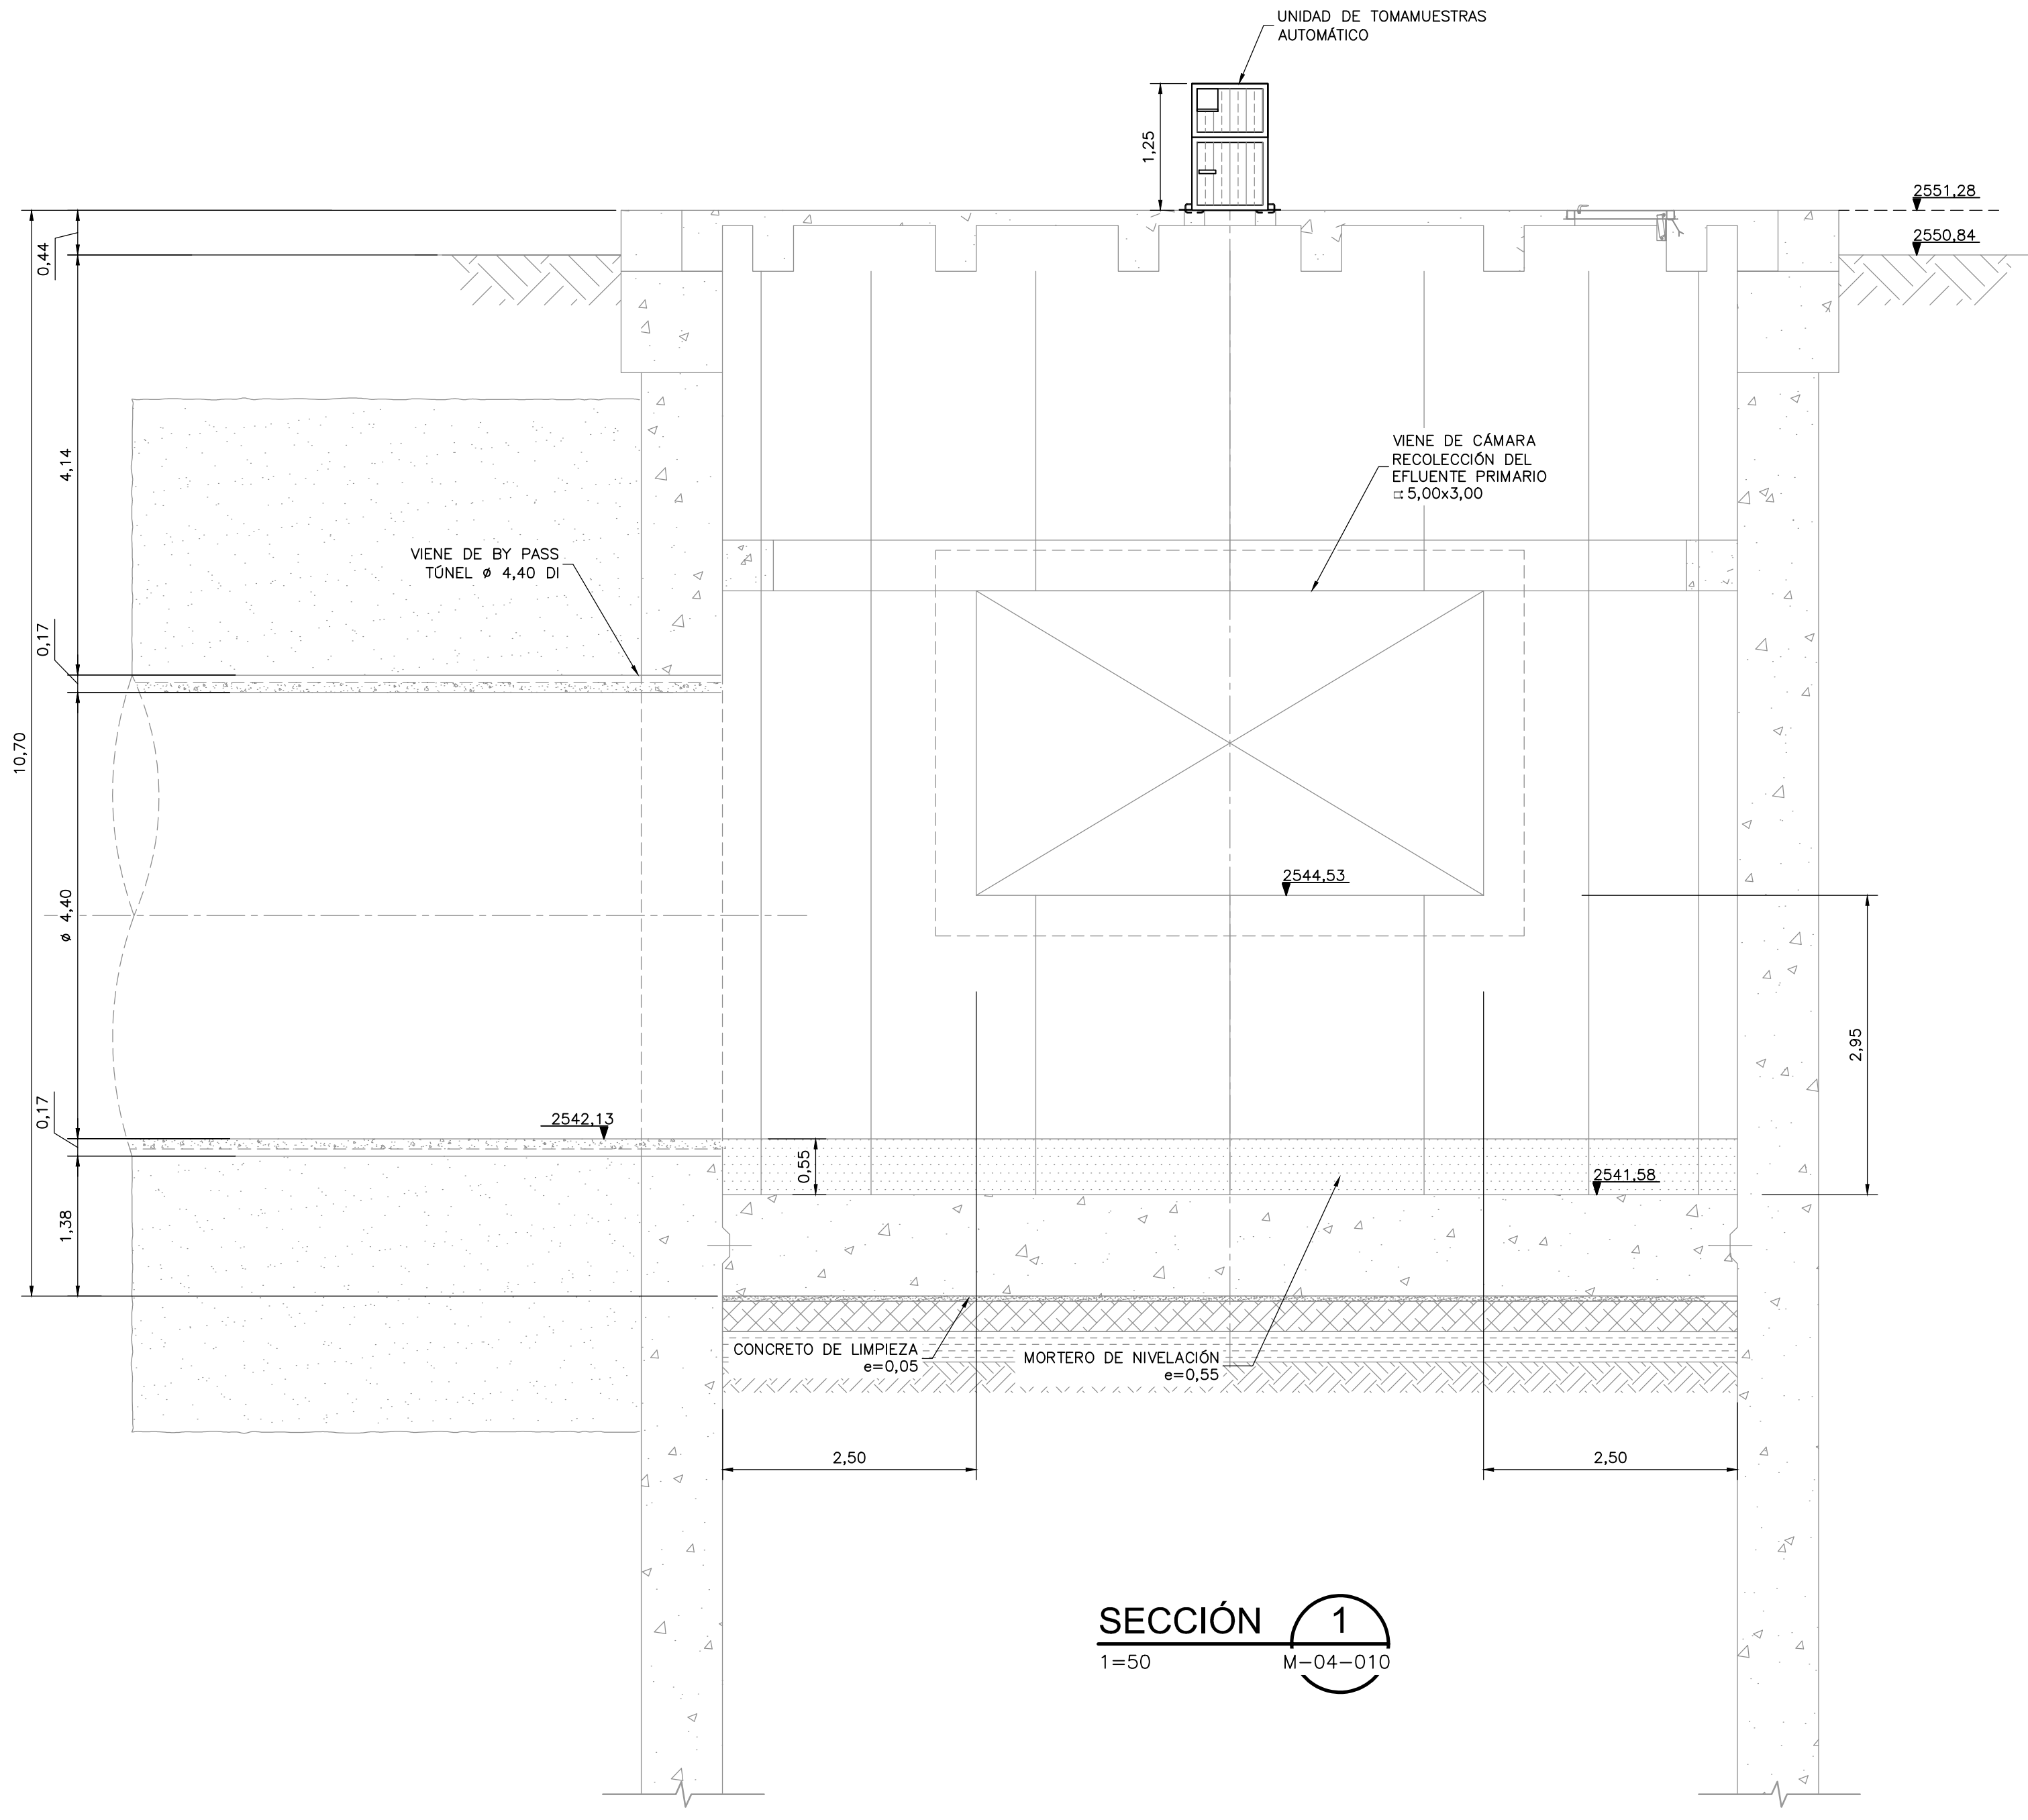 UNIDAD DE TOMAMUESTRAS
AUTOMÁTICO
1,25
2551,28
2550,84
0,44
4,14
VIENE DE CÁMARA
RECOLECCIÓN DEL
EFLUENTE PRIMARIO
□: 5,00x3,00
VIENE DE BY PASS
TÚNEL ø 4,40 DI
0,17
10,70
ø 4,40
2544,53
2,95
0,17
2542,13
0,55
2541,58
1,38
CONCRETO DE LIMPIEZA
e=0,05
MORTERO DE NIVELACIÓN
e=0,55
2,50
2,50
SECCIÓN 1
1=50 M-04-010